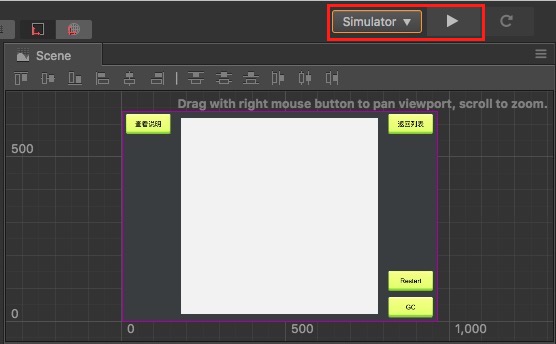 Simulator
Scene
Drag with right mouse button to pan viewport, scroll to zoom.
查看说明
返回列表
500
Restart
GC
0
0
500
1,000